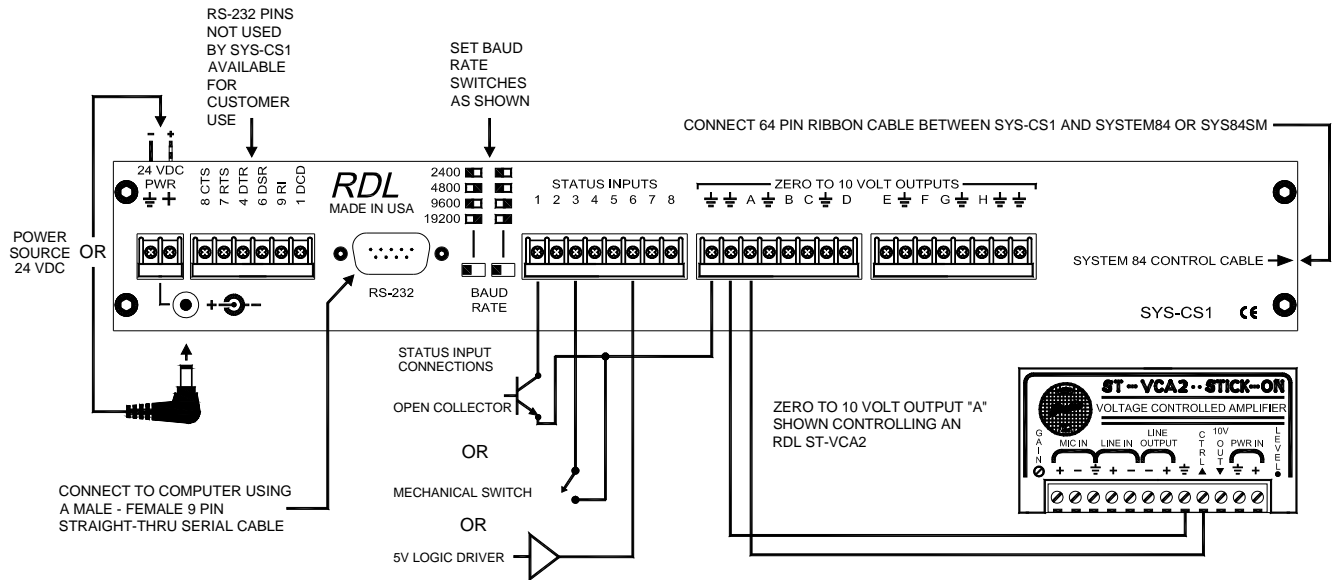 RS-232 PINS
NOT USED
BY SYS-CS1
AVAILABLE
FOR
CUSTOMER
USE
SET BAUD
RATE
SWITCHES
AS SHOWN
CONNECT 64 PIN RIBBON CABLE BETWEEN SYS-CS1 AND SYSTEM84 OR SYS84SM
- +
24 VDC
PWR
+
8 CTS
7 RTS
4 DTR
6 DSR
9 RI
1 DCD
RDL
MADE IN USA
2400
4800
9600
19200
STATUS INPUTS
1 2 3 4 5 6 7 8
ZERO TO 10 VOLT OUTPUTS
A B C D E F G H
POWER
SOURCE
24 VDC
OR
RS-232
BAUD
RATE
SYSTEM 84 CONTROL CABLE
+ -
SYS-CS1 CE
STATUS INPUT
CONNECTIONS
OPEN COLLECTOR
OR
MECHANICAL SWITCH
OR
5V LOGIC DRIVER
CONNECT TO COMPUTER USING
A MALE - FEMALE 9 PIN
STRAIGHT-THRU SERIAL CABLE
ZERO TO 10 VOLT OUTPUT "A"
SHOWN CONTROLLING AN
RDL ST-VCA2
ST-VCA2·· STICK-ON
VOLTAGE CONTROLLED AMPLIFIER
GAIN
MIC IN
LINE IN
LINE
OUTPUT
CTRL
10V
OUT
PWR IN
LEVEL
+ - + - - + +